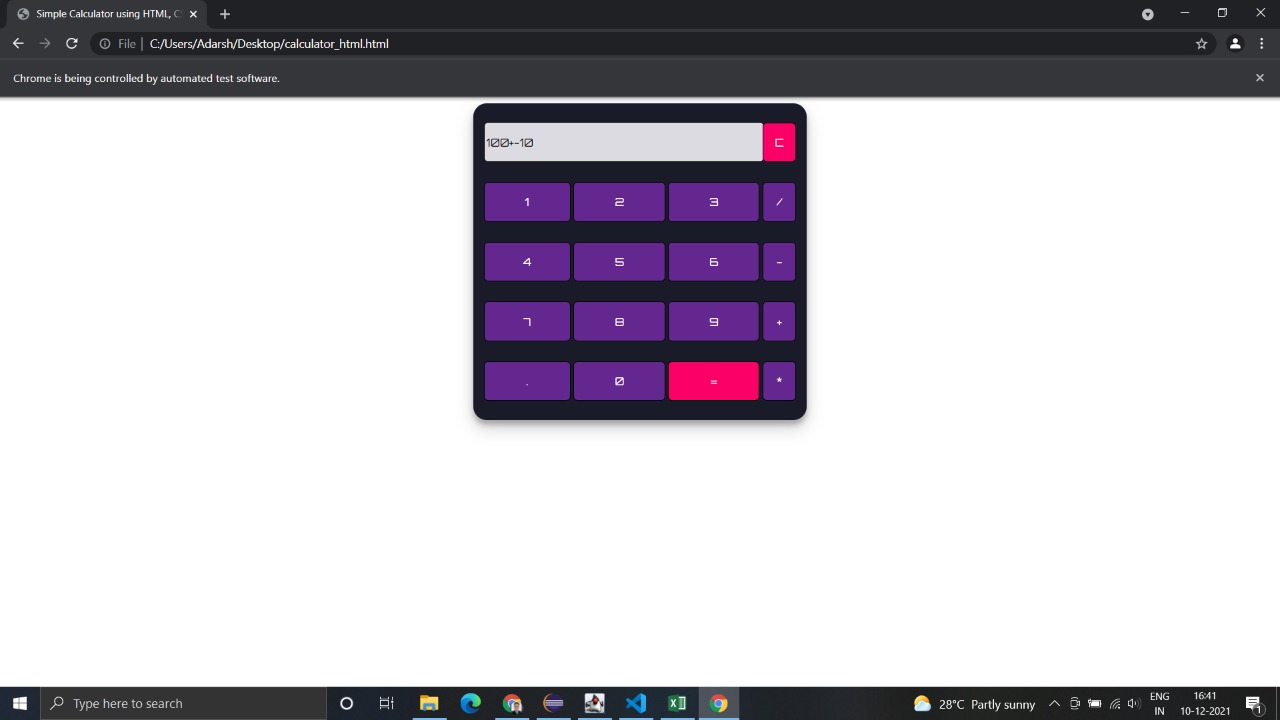 Simple Calculator using HTML, C
File
C:/Users/Adarsh/Desktop/calculator_html.html
Chrome is being controlled by automated test software.
100+-10
C
1 2 3 /
4 5 6 -
7 8 9 +
. 0 = *
Type here to search
28°C Partly sunny
ENG
IN
16:41
10-12-2021
1